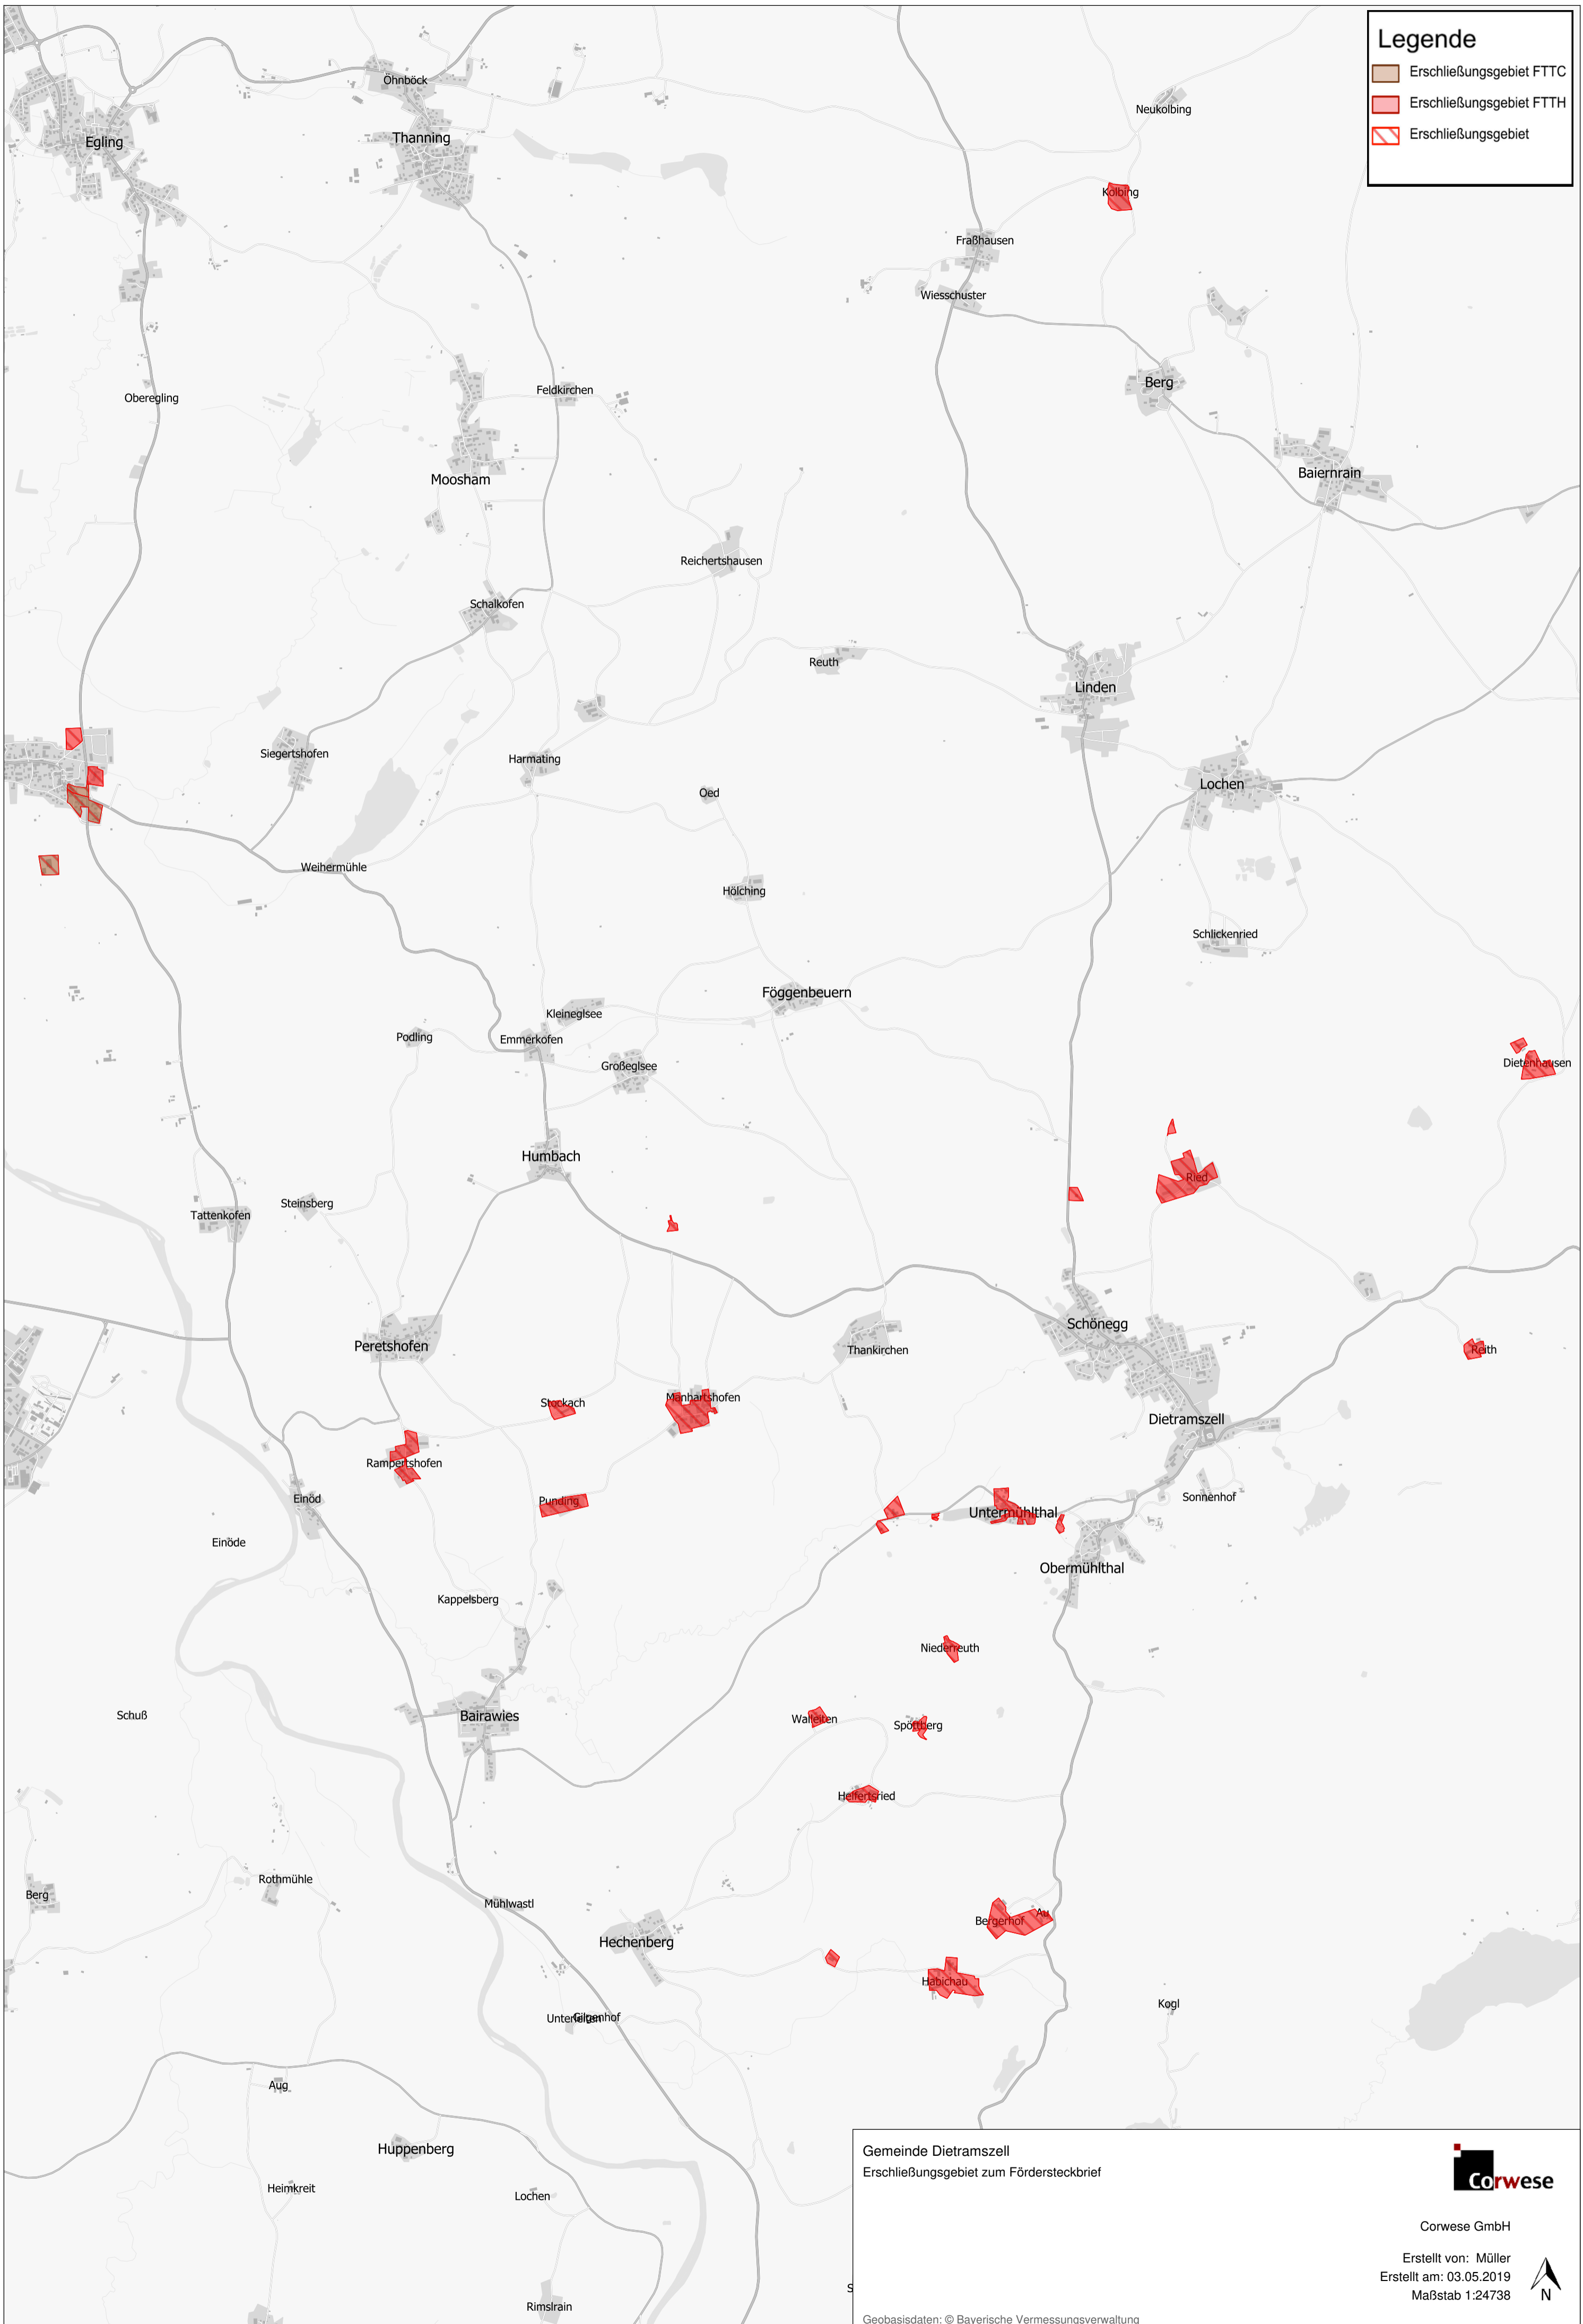 Legende
Erschließungsgebiet FTTC
Erschließungsgebiet FTTH
Erschließungsgebiet
Öhnböck
Neukolbing
Egling
Thanning
Kolbing
Fraßhausen
Wiesschuster
Berg
Feldkirchen
Oberegling
Baiernrain
Moosham
Reichertshausen
Schalkofen
Reuth
Linden
Siegertshofen
Harmating
Lochen
Oed
Weihermühle
Hölching
Schlickenried
Föggenbeuern
Kleineglsee
Podling
Emmerkofen
Großeglsee
Dietenhausen
Humbach
Ried
Steinsberg
Tattenkofen
Schönegg
Peretshofen
Thankirchen
Reith
Manhartshofen
Stockach
Dietramszell
Rampertshofen
Einöd
Punding
Sonnenhof
Untermühlthal
Einöde
Obermühlthal
Kappelsberg
Niederreuth
Schuß
Bairawies
Walleiten
Spöttberg
Helfertsried
Rothmühle
Berg
Mühlwastl
Au
Bergerhof
Hechenberg
Habichau
Kogl
Unterleiten
Gilgenhof
Aug
Huppenberg
Heimkreit
Lochen
Rimslrain
S
Gemeinde Dietramszell
Erschließungsgebiet zum Fördersteckbrief
Corwese
Corwese GmbH
Erstellt von: Müller
Erstellt am: 03.05.2019
Maßstab 1:24738
N
Geobasisdaten: © Bayerische Vermessungsverwaltung